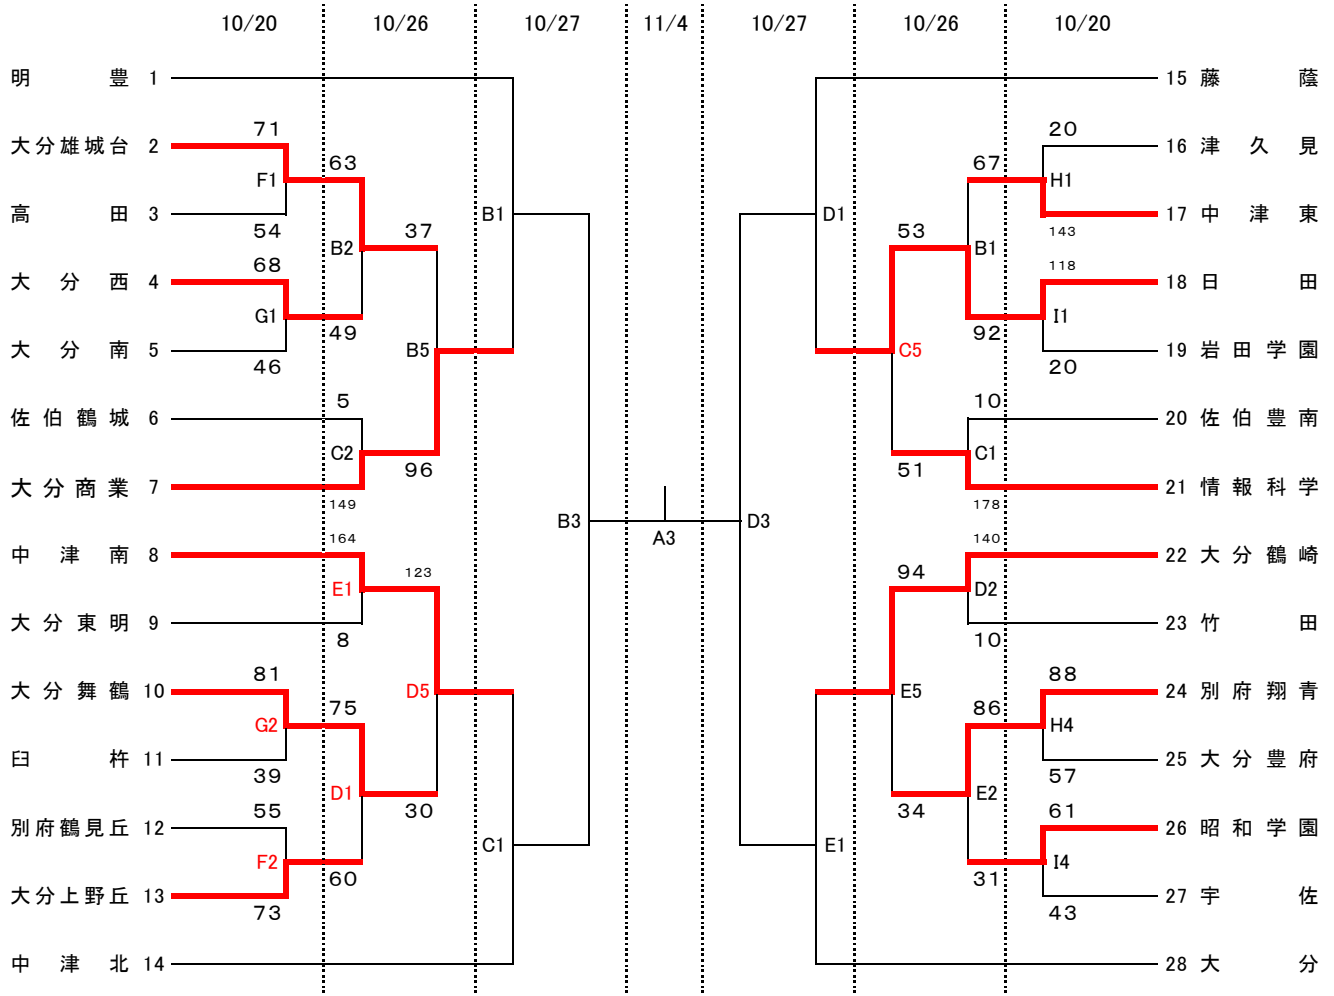 10/20 10/26 10/27 11/4 10/27 10/26 10/20
明豊 1 15 藤蔭
71 20
大分雄城台 2 16 津久見
63 67
F1 H1
高田 3 B1 D1 17 中津東
54 37 53 143
B2 B1
68 118
大分西 4 18 日田
G1 I1
49 92
大分南 5 B5 C5 19 岩田学園
46 20
5 10
佐伯鶴城 6 20 佐伯豊南
C2 C1
96 51
大分商業 7 21 情報科学
149 178
B3 A3 D3
164 140
中津南 8 22 大分鶴崎
123 94
E1 D2
大分東明 9 23 竹田
8 10
81 88
大分舞鶴 10 D5 E5 24 別府翔青
75 86
G2 H4
臼杵 11 25 大分豊府
39 57
D1 E2
55 30 34 61
別府鶴見丘 12 26 昭和学園
C1 E1
F2 I4
60 31
大分上野丘 13 27 宇佐
73 43
中津北 14 28 大分